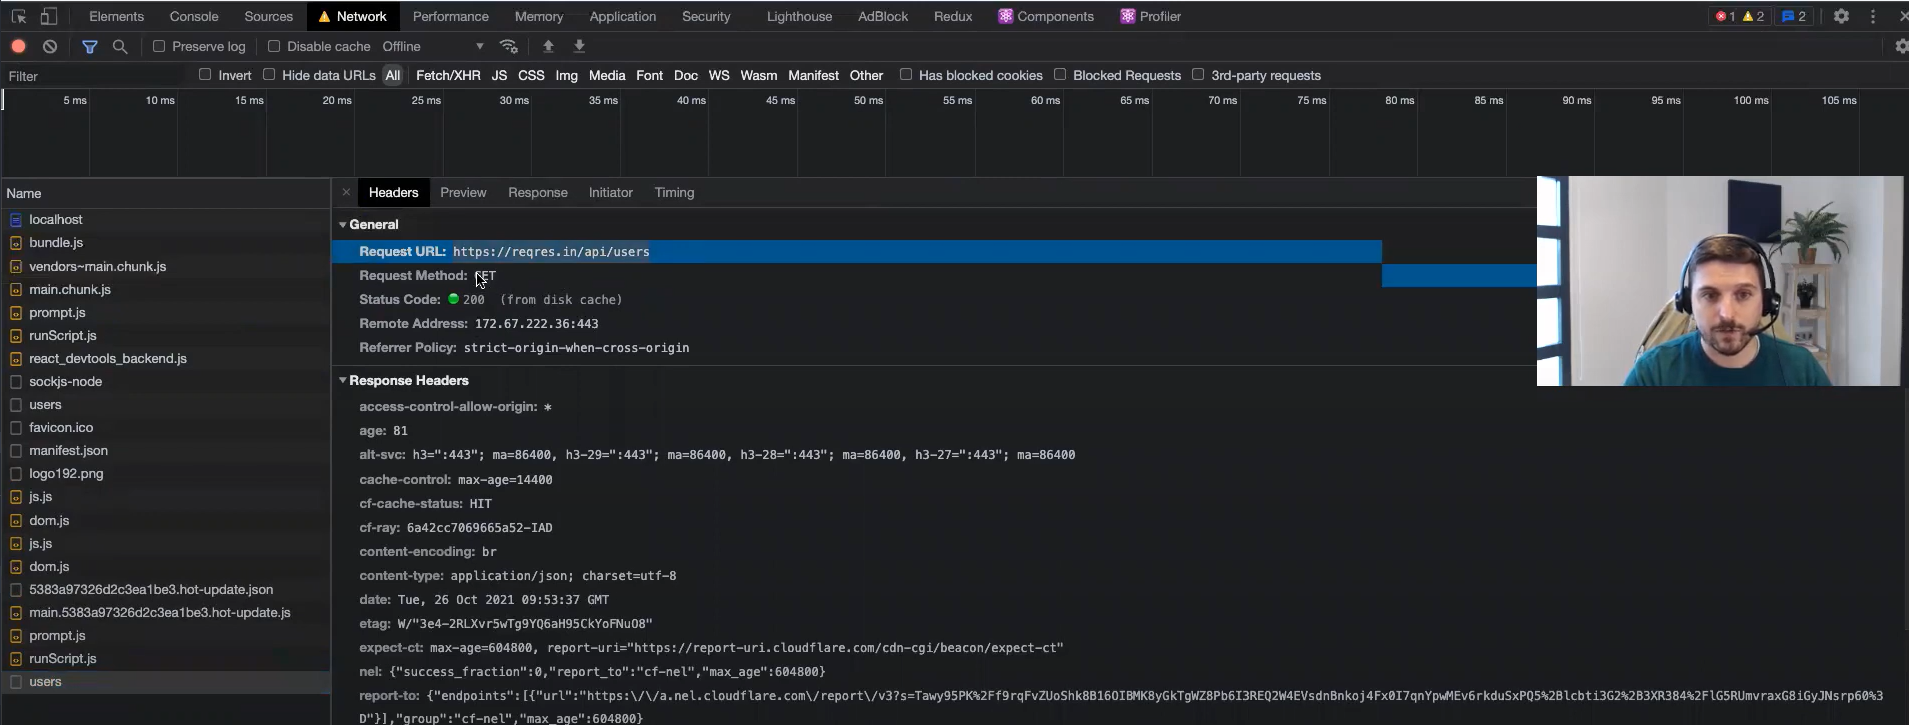 Elements Console Sources Network Performance Memory Application Security Lighthouse AdBlock Redux Components Profiler 1 2 2
Preserve log Disable cache Offline
Filter Invert Hide data URLs All Fetch/XHR JS CSS Img Media Font Doc WS Wasm Manifest Other Has blocked cookies Blocked Requests 3rd-party requests
5 ms 10 ms 15 ms 20 ms 25 ms 30 ms 35 ms 40 ms 45 ms 50 ms 55 ms 60 ms 65 ms 70 ms 75 ms 80 ms 85 ms 90 ms 95 ms 100 ms 105 ms
Name
localhost
bundle.js
vendors~main.chunk.js
main.chunk.js
prompt.js
runScript.js
react_devtools_backend.js
sockjs-node
users
favicon.ico
manifest.json
logo192.png
js.js
dom.js
js.js
dom.js
5383a97326d2c3ea1be3.hot-update.json
main.5383a97326d2c3ea1be3.hot-update.js
prompt.js
runScript.js
users
Headers Preview Response Initiator Timing
General
Request URL: https://reqres.in/api/users
Request Method: GET
Status Code: 200 (from disk cache)
Remote Address: 172.67.222.36:443
Referrer Policy: strict-origin-when-cross-origin
Response Headers
access-control-allow-origin: *
age: 81
alt-svc: h3=":443"; ma=86400, h3-29=":443"; ma=86400, h3-28=":443"; ma=86400, h3-27=":443"; ma=86400
cache-control: max-age=14400
cf-cache-status: HIT
cf-ray: 6a42cc7069665a52-IAD
content-encoding: br
content-type: application/json; charset=utf-8
date: Tue, 26 Oct 2021 09:53:37 GMT
etag: W/"3e4-2RLXvr5wTg9YQ6aH95CkYoFNuO8"
expect-ct: max-age=604800, report-uri="https://report-uri.cloudflare.com/cdn-cgi/beacon/expect-ct"
nel: {"success_fraction":0,"report_to":"cf-nel","max_age":604800}
report-to: {"endpoints":[{"url":"https:\/\/a.nel.cloudflare.com\/report\/v3?s=Tawy95PK%2Ff9rqFvZUoShk8B16OIBMK8yGkTgWZ8Pb6I3REQ2W4EVsdnBnkoj4Fx0I7qnYpwMEv6rkduSxPQ5%2Blcbti3G2%2B3XR384%2FlG5RUmvraxG8iGyJNsrp60%3
D"}],"group":"cf-nel","max_age":604800}